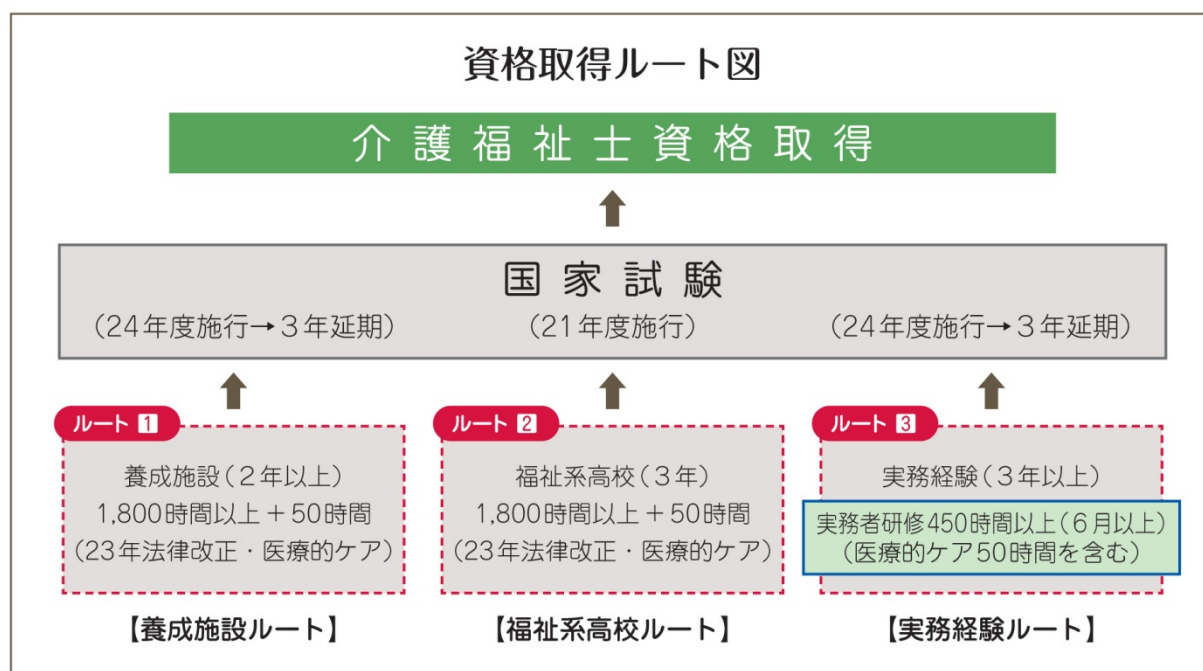 資格取得ルート図
介護福祉士資格取得
国家試験
（24年度施行→３年延期）
（21年度施行）
（24年度施行→３年延期）
ルート 1
養成施設（２年以上）
1,800時間以上＋50時間
（23年法律改正・医療的ケア）
【養成施設ルート】
ルート 2
福祉系高校（３年）
1,800時間以上＋50時間
（23年法律改正・医療的ケア）
【福祉系高校ルート】
ルート 3
実務経験（３年以上）
実務者研修450時間以上（６月以上）
（医療的ケア50時間を含む）
【実務経験ルート】